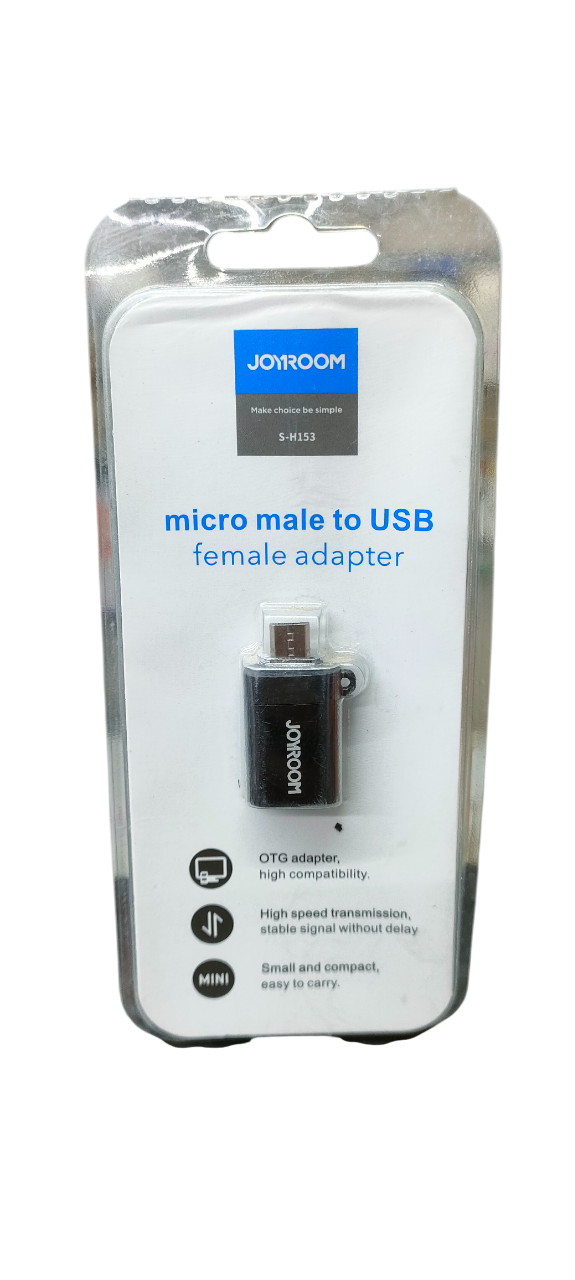 JOYROOM
Make choice be simple
S-H153
micro male to USB
female adapter
JOYROOM
OTG adapter,
high compatibility.
High speed transmission,
stable signal without delay
MINI
Small and compact,
easy to carry.